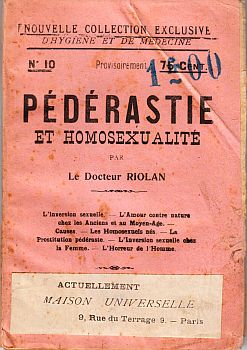 NOUVELLE COLLECTION EXCLUSIVE
D'HYGIÈNE ET DE MÉDECINE
N° 10 Provisoirement 75 Cent.
1500
PÉDÉRASTIE
ET HOMOSEXUALITÉ
PAR
Le Docteur RIOLAN
L'Inversion sexuelle. — L'Amour contre nature
chez les Anciens et au Moyen-Age. —
Causes. — Les Homosexuels nés. — La
Prostitution pédéraste. — L'Inversion sexuelle chez
la Femme. — L'Horreur de l'Homme.
ACTUELLEMENT
MAISON UNIVERSELLE
9, Rue du Terrage 9. — Paris